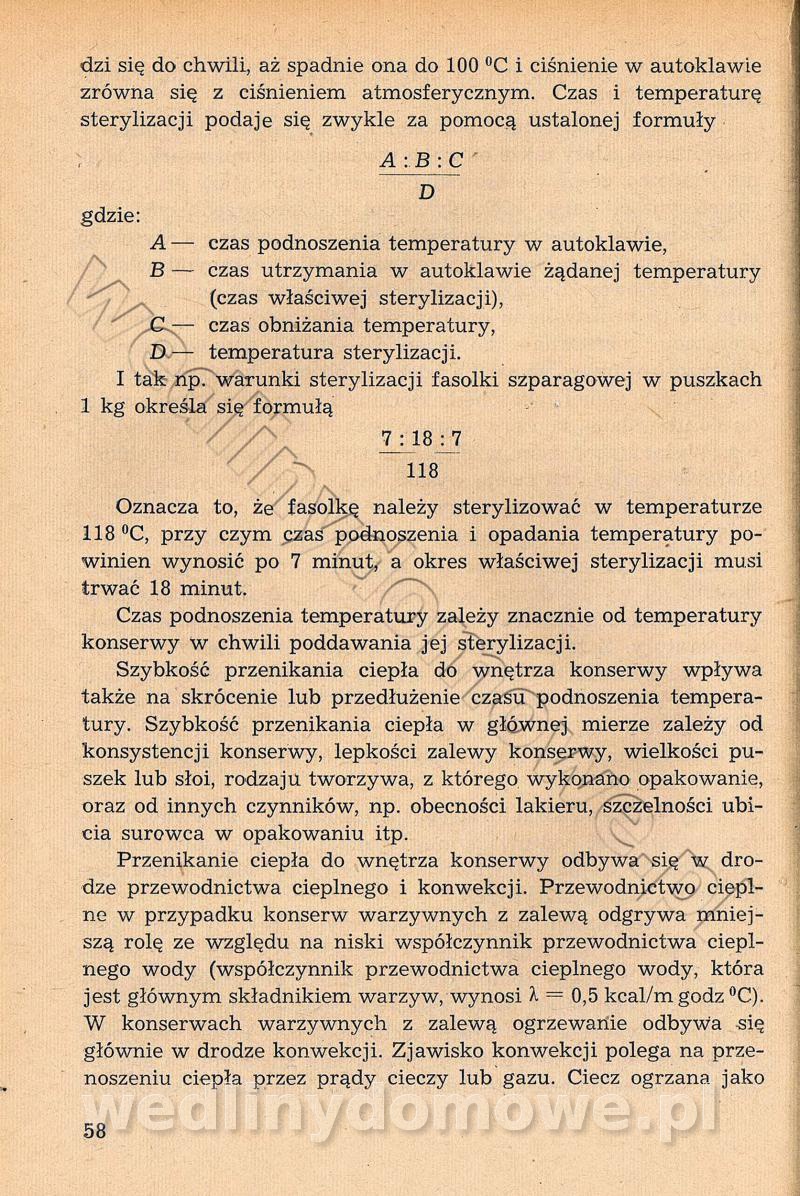 dzi się do chwili, aż spadnie ona do 100 °C i ciśnienie w autoklawie
zrówna się z ciśnieniem atmosferycznym. Czas i temperaturę
sterylizacji podaje się zwykle za pomocą ustalonej formuły
A : B : C
D
gdzie:
A — czas podnoszenia temperatury w autoklawie,
B — czas utrzymania w autoklawie żądanej temperatury
(czas właściwej sterylizacji),
C — czas obniżania temperatury,
D — temperatura sterylizacji.
I tak np. warunki sterylizacji fasolki szparagowej w puszkach
1 kg określa się formułą
7 : 18 : 7
118
Oznacza to, że fasolkę należy sterylizować w temperaturze
118 °C, przy czym czas podnoszenia i opadania temperatury po-
winien wynosić po 7 minut, a okres właściwej sterylizacji musi
trwać 18 minut.
Czas podnoszenia temperatury zależy znacznie od temperatury
konserwy w chwili poddawania jej sterylizacji.
Szybkość przenikania ciepła do wnętrza konserwy wpływa
także na skrócenie lub przedłużenie czasu podnoszenia tempera-
tury. Szybkość przenikania ciepła w głównej mierze zależy od
konsystencji konserwy, lepkości zalewy konserwy, wielkości pu-
szek lub słoi, rodzaju tworzywa, z którego wykonano opakowanie,
oraz od innych czynników, np. obecności lakieru, szczelności ubi-
cia surowca w opakowaniu itp.
Przenikanie ciepła do wnętrza konserwy odbywa się w dro-
dze przewodnictwa cieplnego i konwekcji. Przewodnictwo ciepl-
ne w przypadku konserw warzywnych z zalewą odgrywa mniej-
szą rolę ze względu na niski współczynnik przewodnictwa ciepl-
nego wody (współczynnik przewodnictwa cieplnego wody, która
jest głównym składnikiem warzyw, wynosi λ = 0,5 kcal/m godz °C).
W konserwach warzywnych z zalewą ogrzewanie odbywa się
głównie w drodze konwekcji. Zjawisko konwekcji polega na prze-
noszeniu ciepła przez prądy cieczy lub gazu. Ciecz ogrzana jako
wedlinydomowe.pl
58